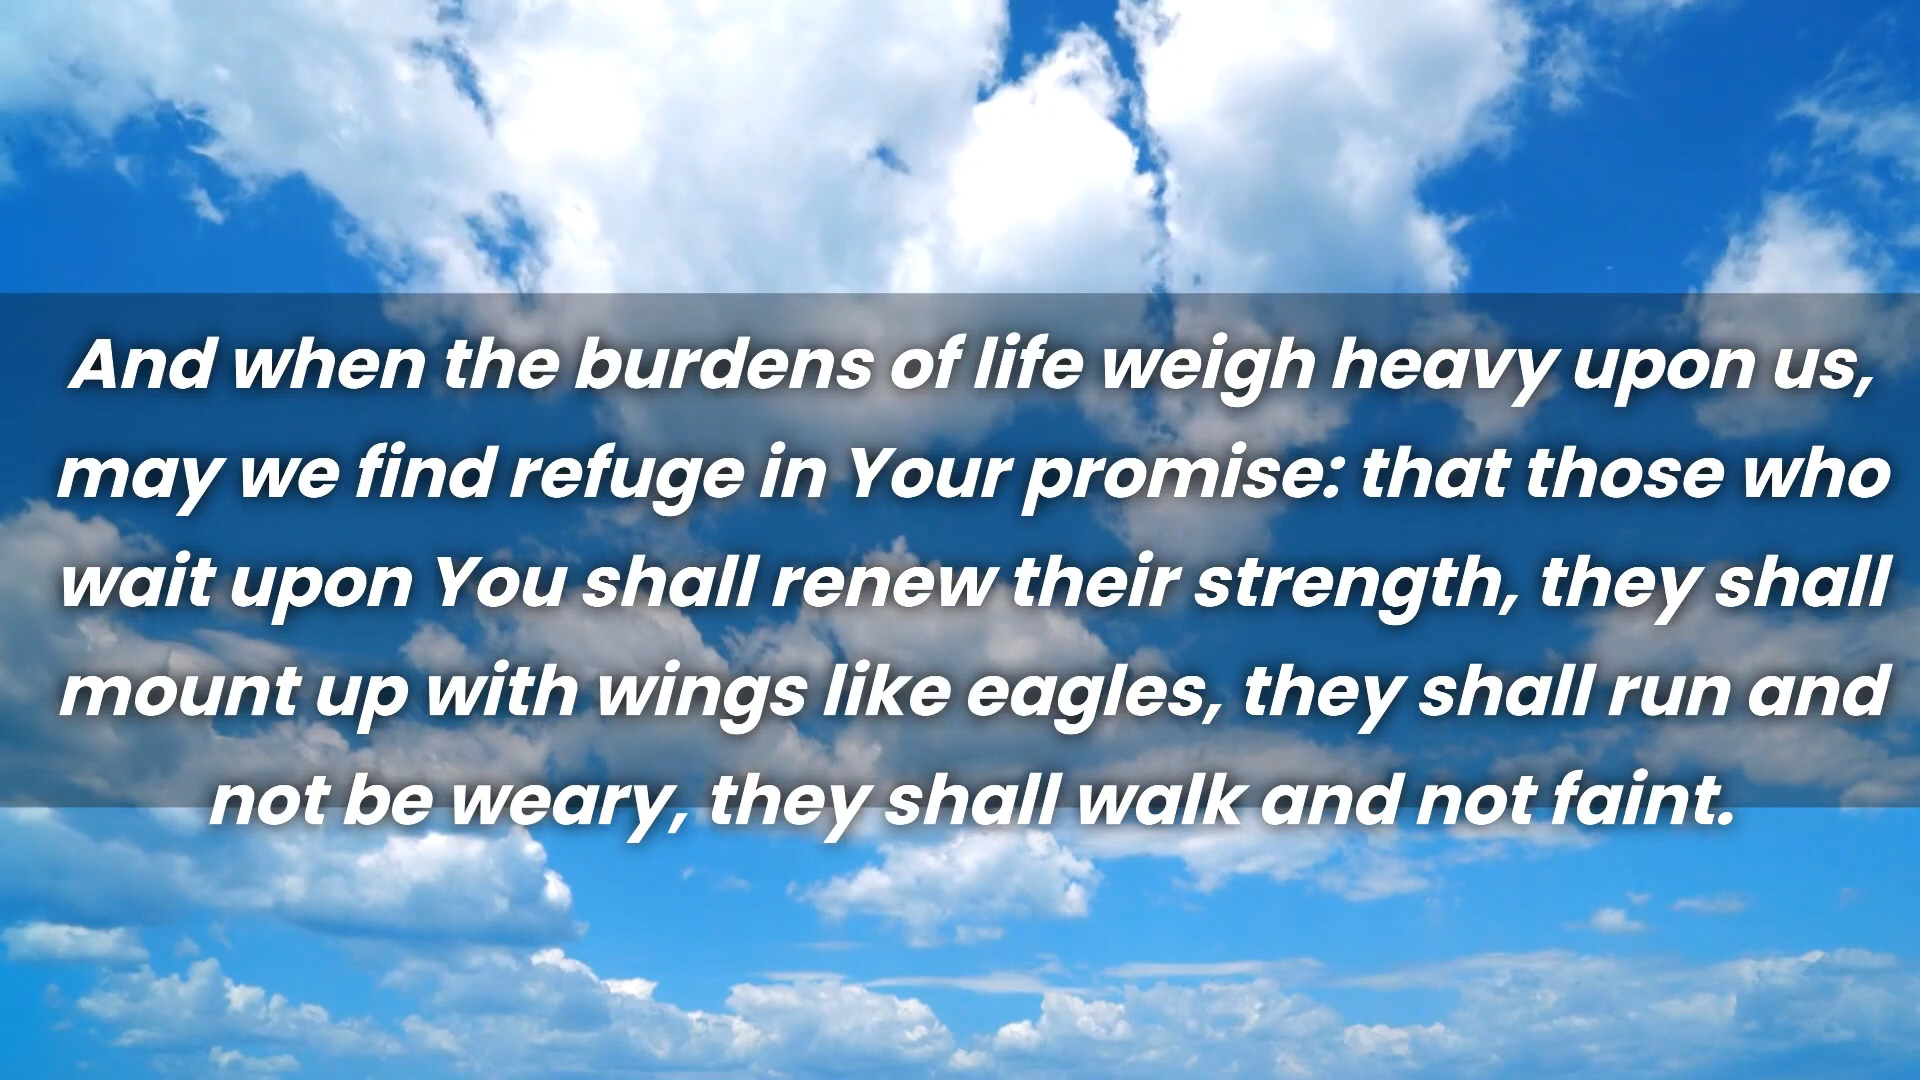 And when the burdens of life weigh heavy upon us,
may we find refuge in Your promise: that those who
wait upon You shall renew their strength, they shall
mount up with wings like eagles, they shall run and
not be weary, they shall walk and not faint.